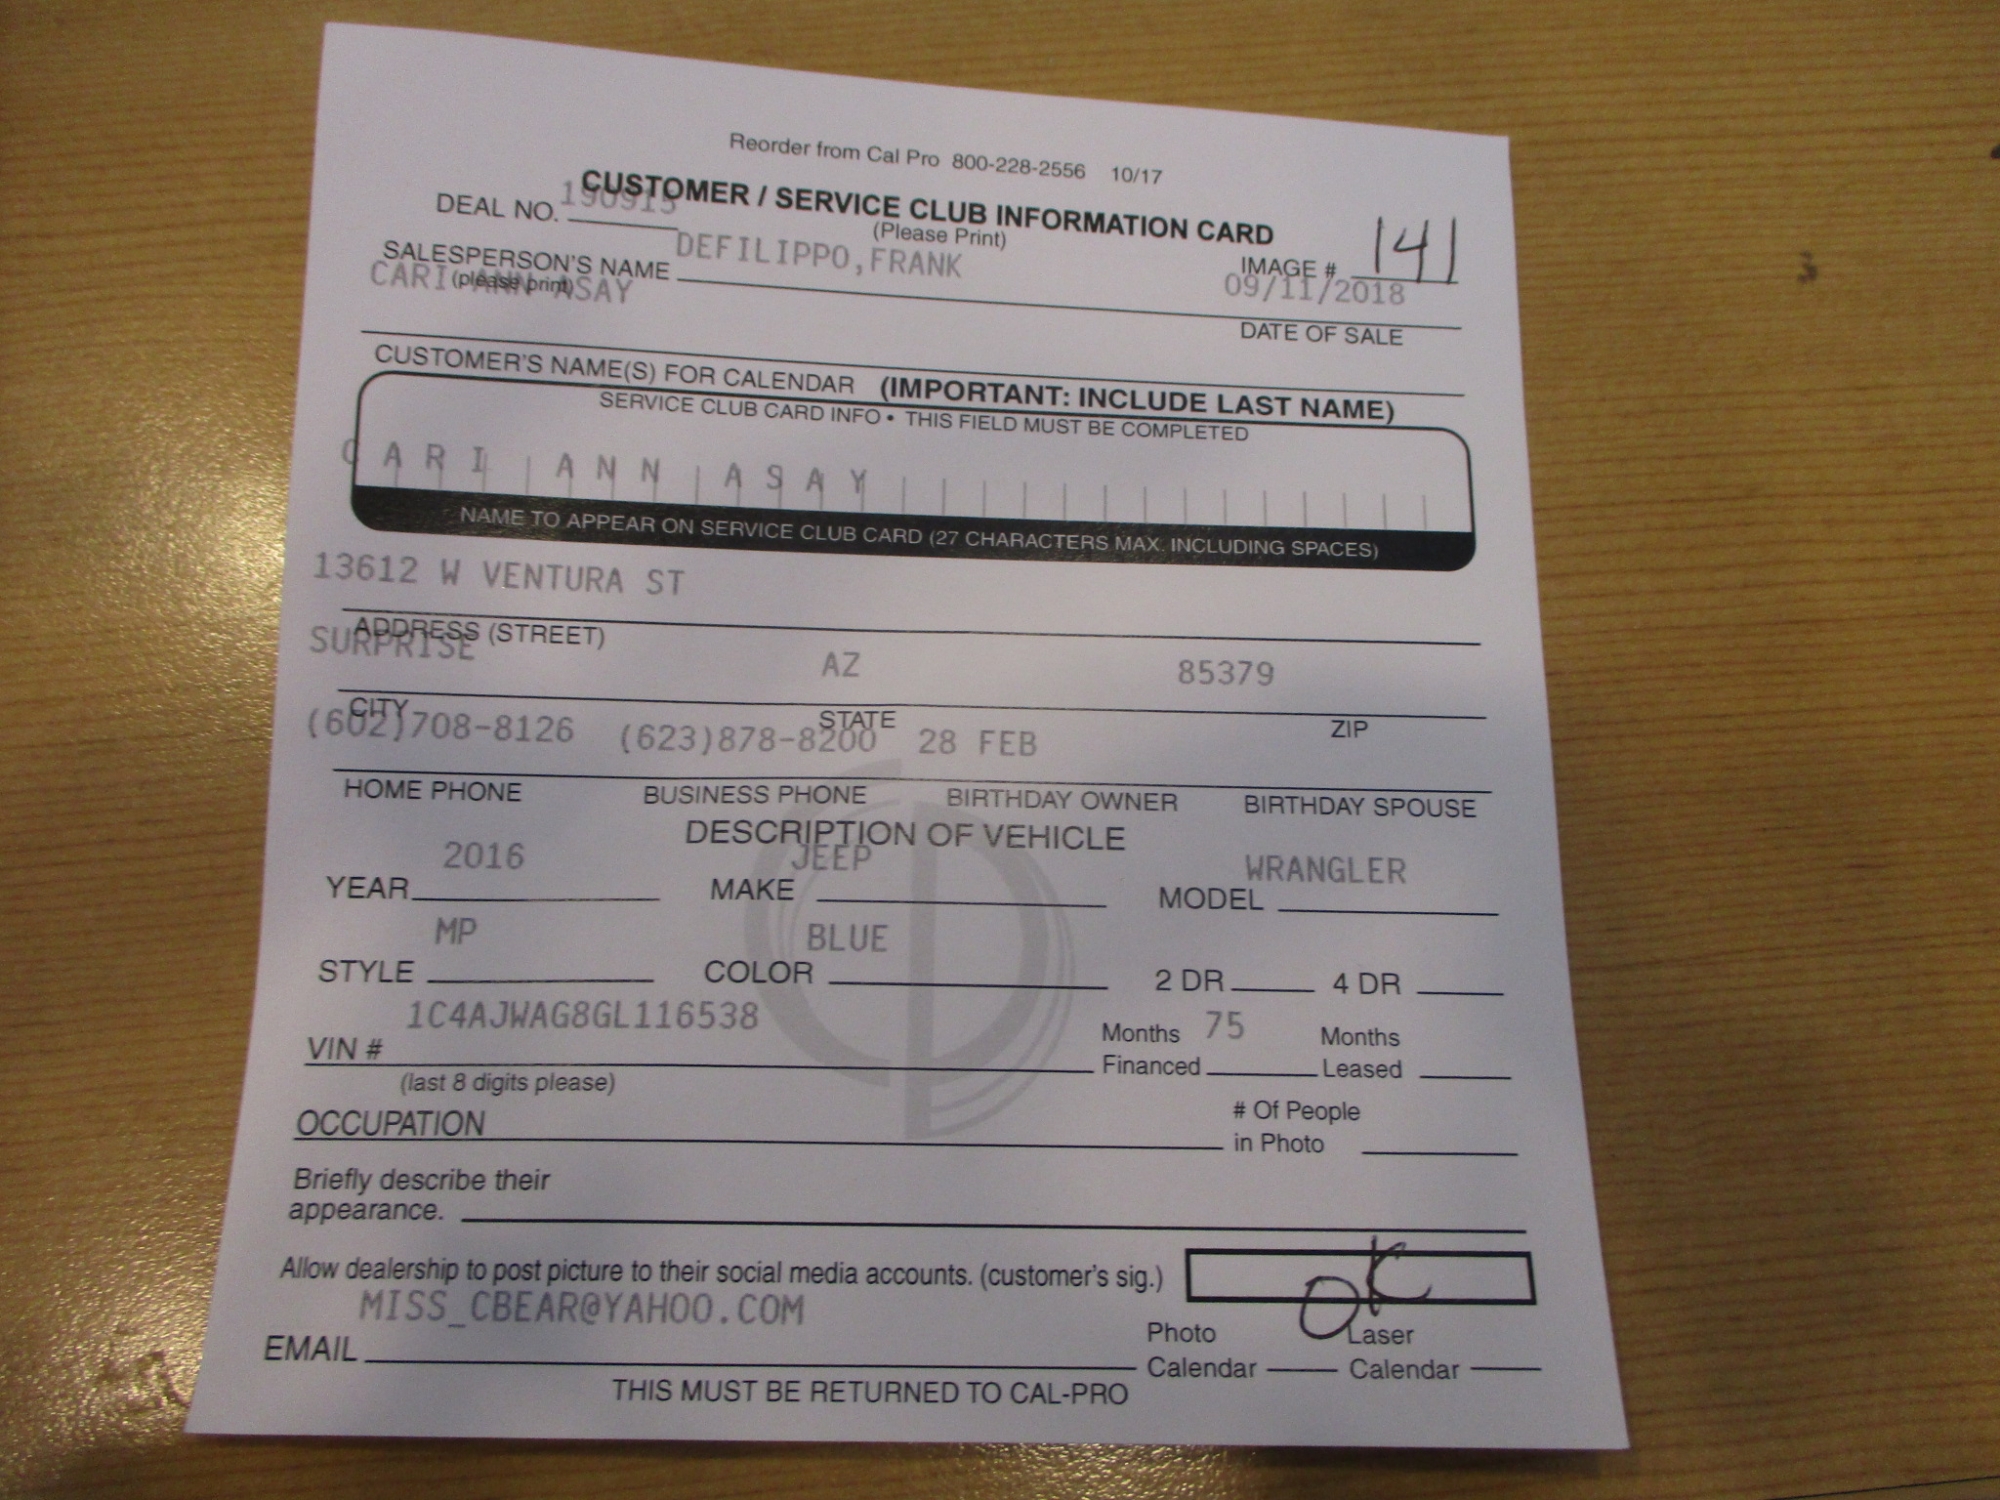 Reorder from Cal Pro 800-228-2556 10/17
CUSTOMER / SERVICE CLUB INFORMATION CARD
(Please Print)
DEAL NO. 190915
SALESPERSON'S NAME DEFILIPPO,FRANK IMAGE # 141
(please print)
CARI ANN ASAY 09/11/2018
DATE OF SALE
CUSTOMER'S NAME(S) FOR CALENDAR (IMPORTANT: INCLUDE LAST NAME)
SERVICE CLUB CARD INFO • THIS FIELD MUST BE COMPLETED
CARI ANN ASAY
NAME TO APPEAR ON SERVICE CLUB CARD (27 CHARACTERS MAX. INCLUDING SPACES)
13612 W VENTURA ST
ADDRESS (STREET)
SURPRISE AZ 85379
CITY STATE ZIP
(602)708-8126 (623)878-8200 28 FEB
HOME PHONE BUSINESS PHONE BIRTHDAY OWNER BIRTHDAY SPOUSE
DESCRIPTION OF VEHICLE
YEAR 2016 MAKE JEEP MODEL WRANGLER
STYLE MP COLOR BLUE 2 DR 4 DR
VIN # 1C4AJWAG8GL116538 Months Financed 75 Months Leased
(last 8 digits please)
OCCUPATION # Of People in Photo
Briefly describe their
appearance.
Allow dealership to post picture to their social media accounts. (customer's sig.) OK
EMAIL MISS_CBEAR@YAHOO.COM Photo Calendar Laser Calendar
THIS MUST BE RETURNED TO CAL-PRO